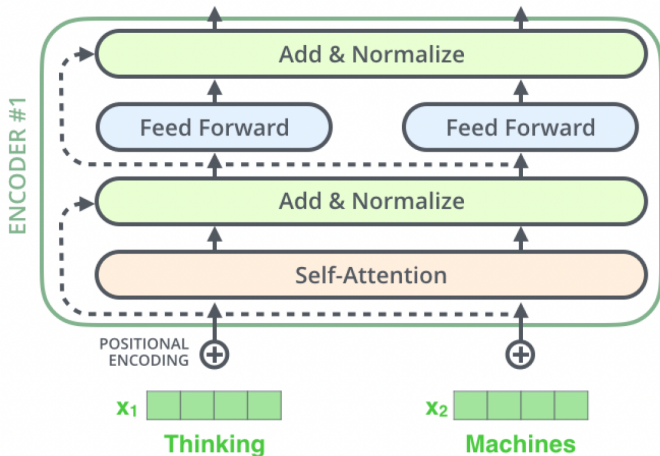 ENCODER #1
Add & Normalize
Feed Forward
Feed Forward
Add & Normalize
Self-Attention
POSITIONAL
ENCODING
x1
x2
Thinking
Machines